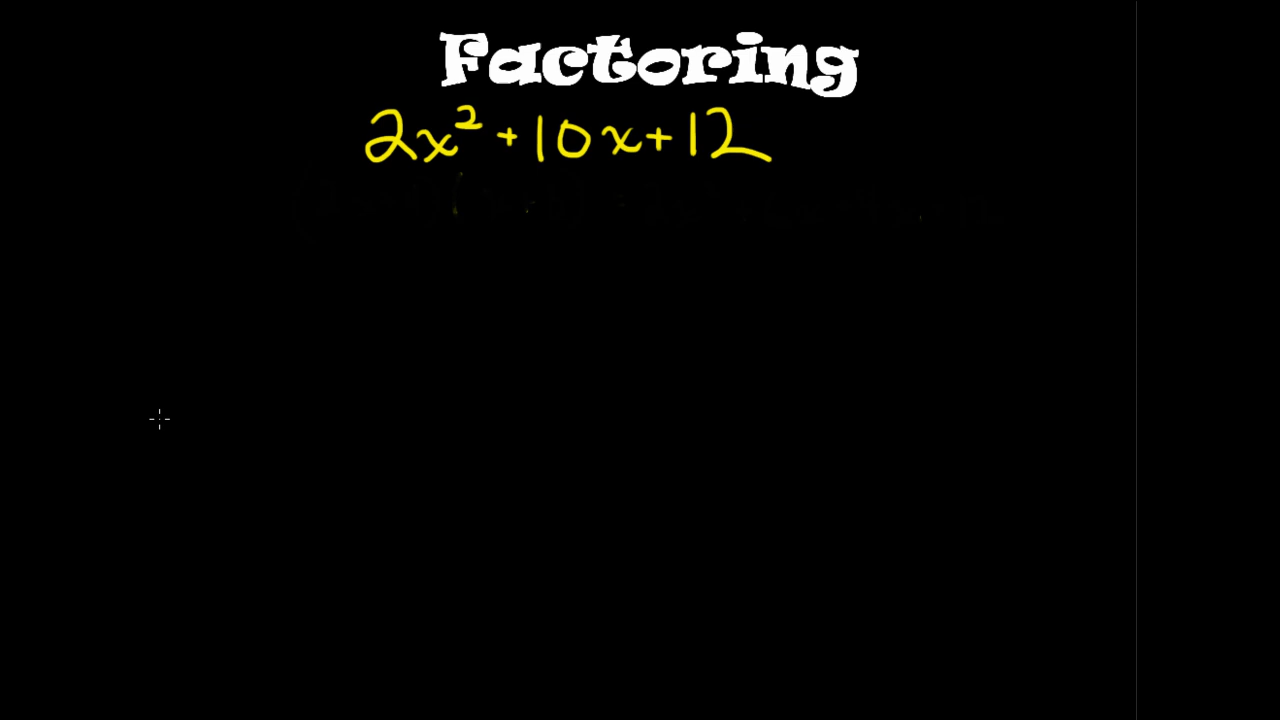 Factoring
2x² + 10x + 12